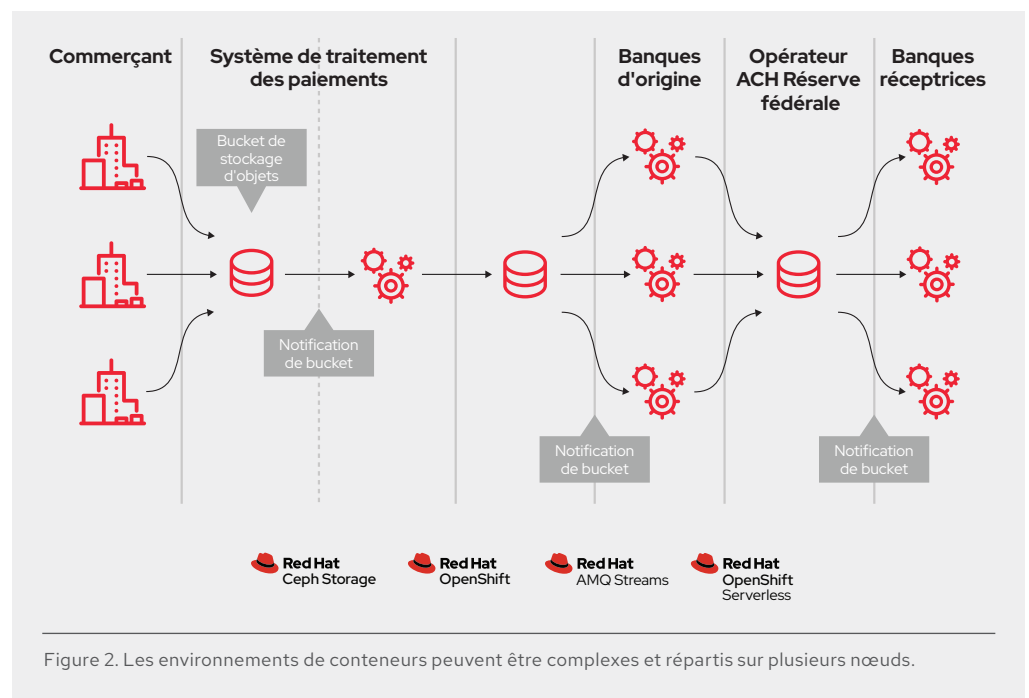 Commerçant
Système de traitement
des paiements
Banques
d'origine
Opérateur
ACH Réserve
fédérale
Banques
réceptrices
Bucket de
stockage
d'objets
Notification
de bucket
Notification
de bucket
Notification
de bucket
Red Hat
Ceph Storage
Red Hat
OpenShift
Red Hat
AMQ Streams
Red Hat
OpenShift
Serverless
Figure 2. Les environnements de conteneurs peuvent être complexes et répartis sur plusieurs nœuds.